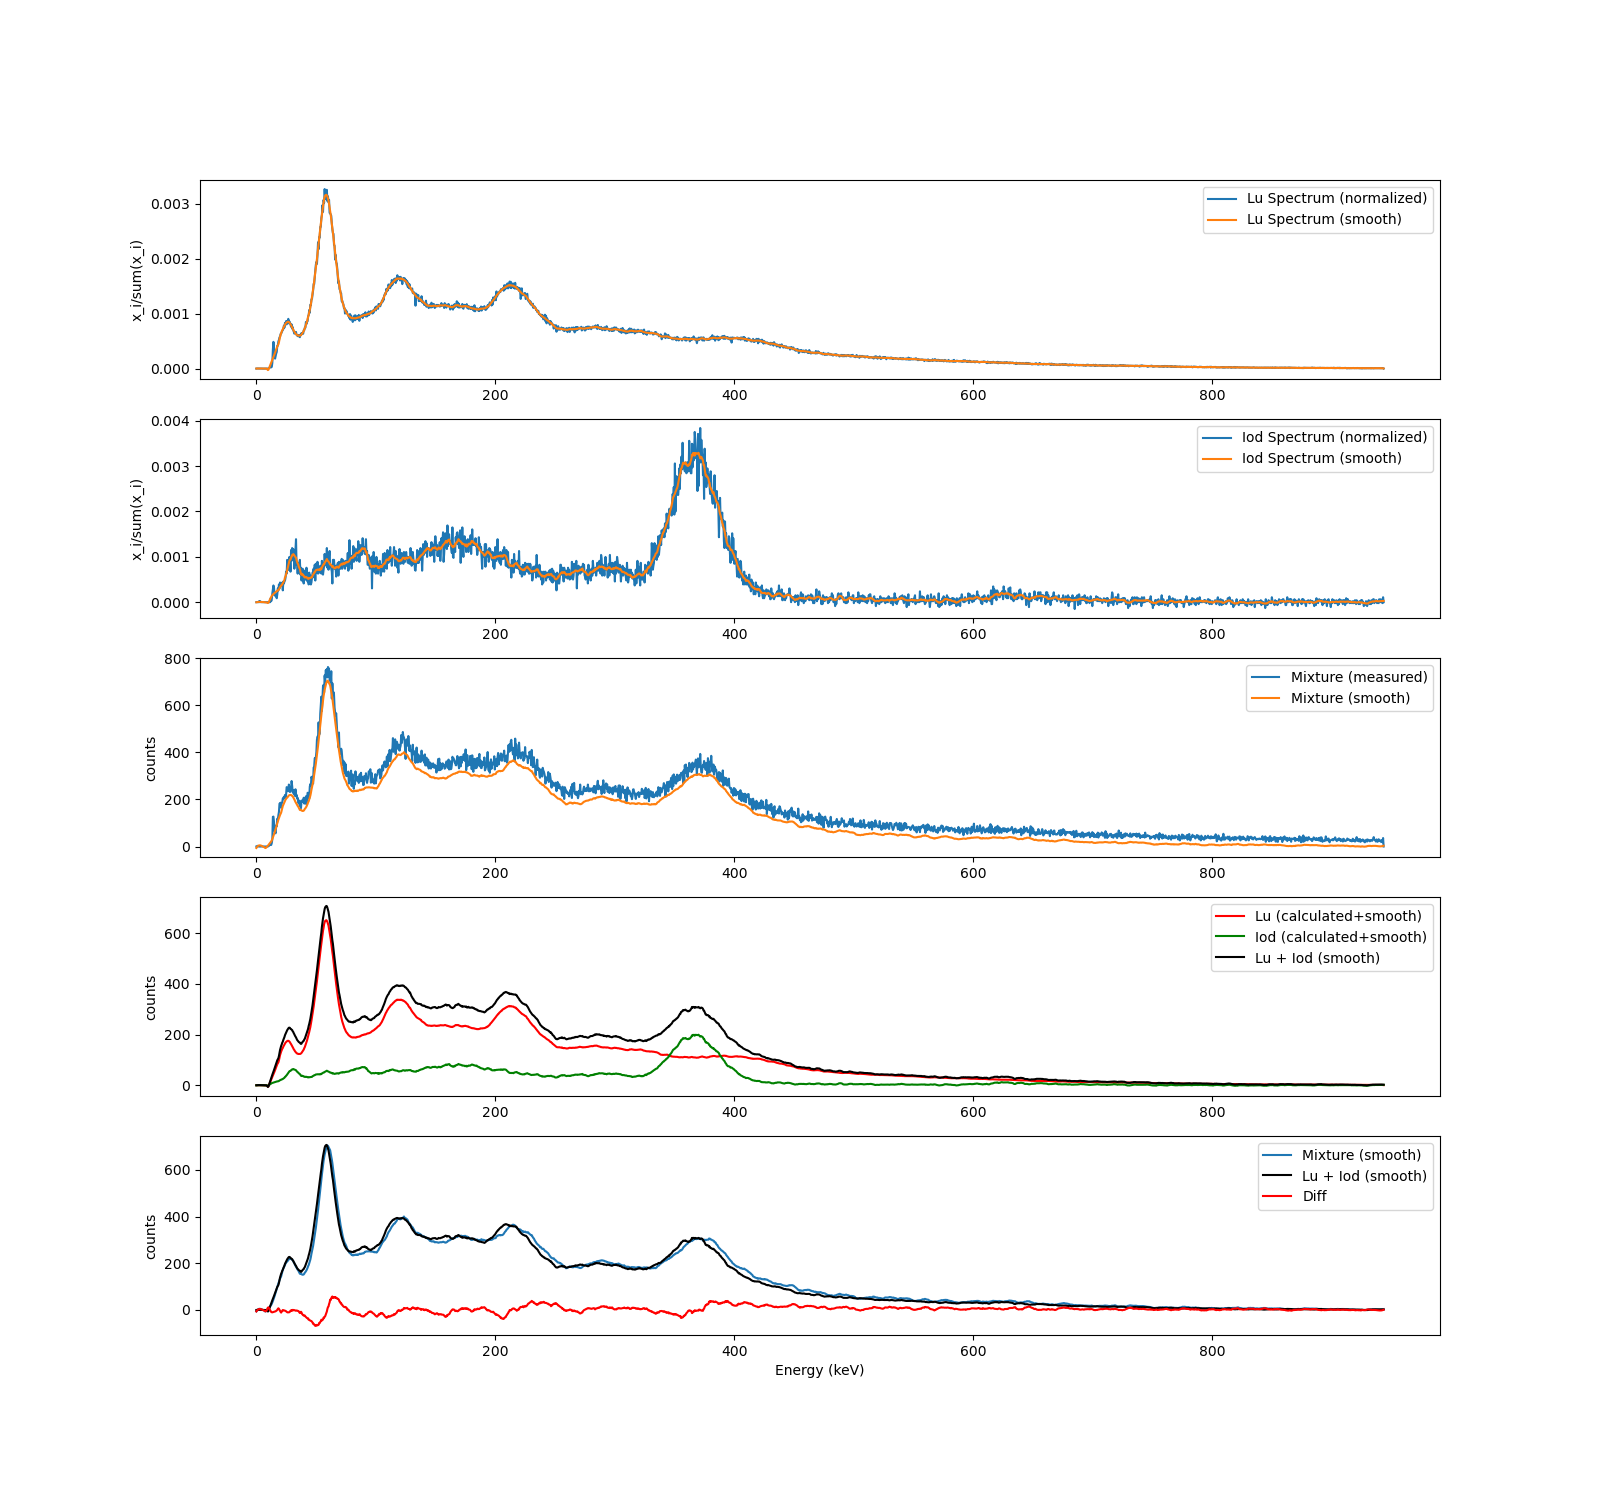 x_i/sum(x_i)
0.003
0.002
0.001
0.000
Lu Spectrum (normalized)
Lu Spectrum (smooth)
0 200 400 600 800
x_i/sum(x_i)
0.004
0.003
0.002
0.001
0.000
Iod Spectrum (normalized)
Iod Spectrum (smooth)
0 200 400 600 800
counts
800
600
400
200
0
Mixture (measured)
Mixture (smooth)
0 200 400 600 800
counts
600
400
200
0
Lu (calculated+smooth)
Iod (calculated+smooth)
Lu + Iod (smooth)
0 200 400 600 800
counts
600
400
200
0
Mixture (smooth)
Lu + Iod (smooth)
Diff
0 200 400 600 800
Energy (keV)